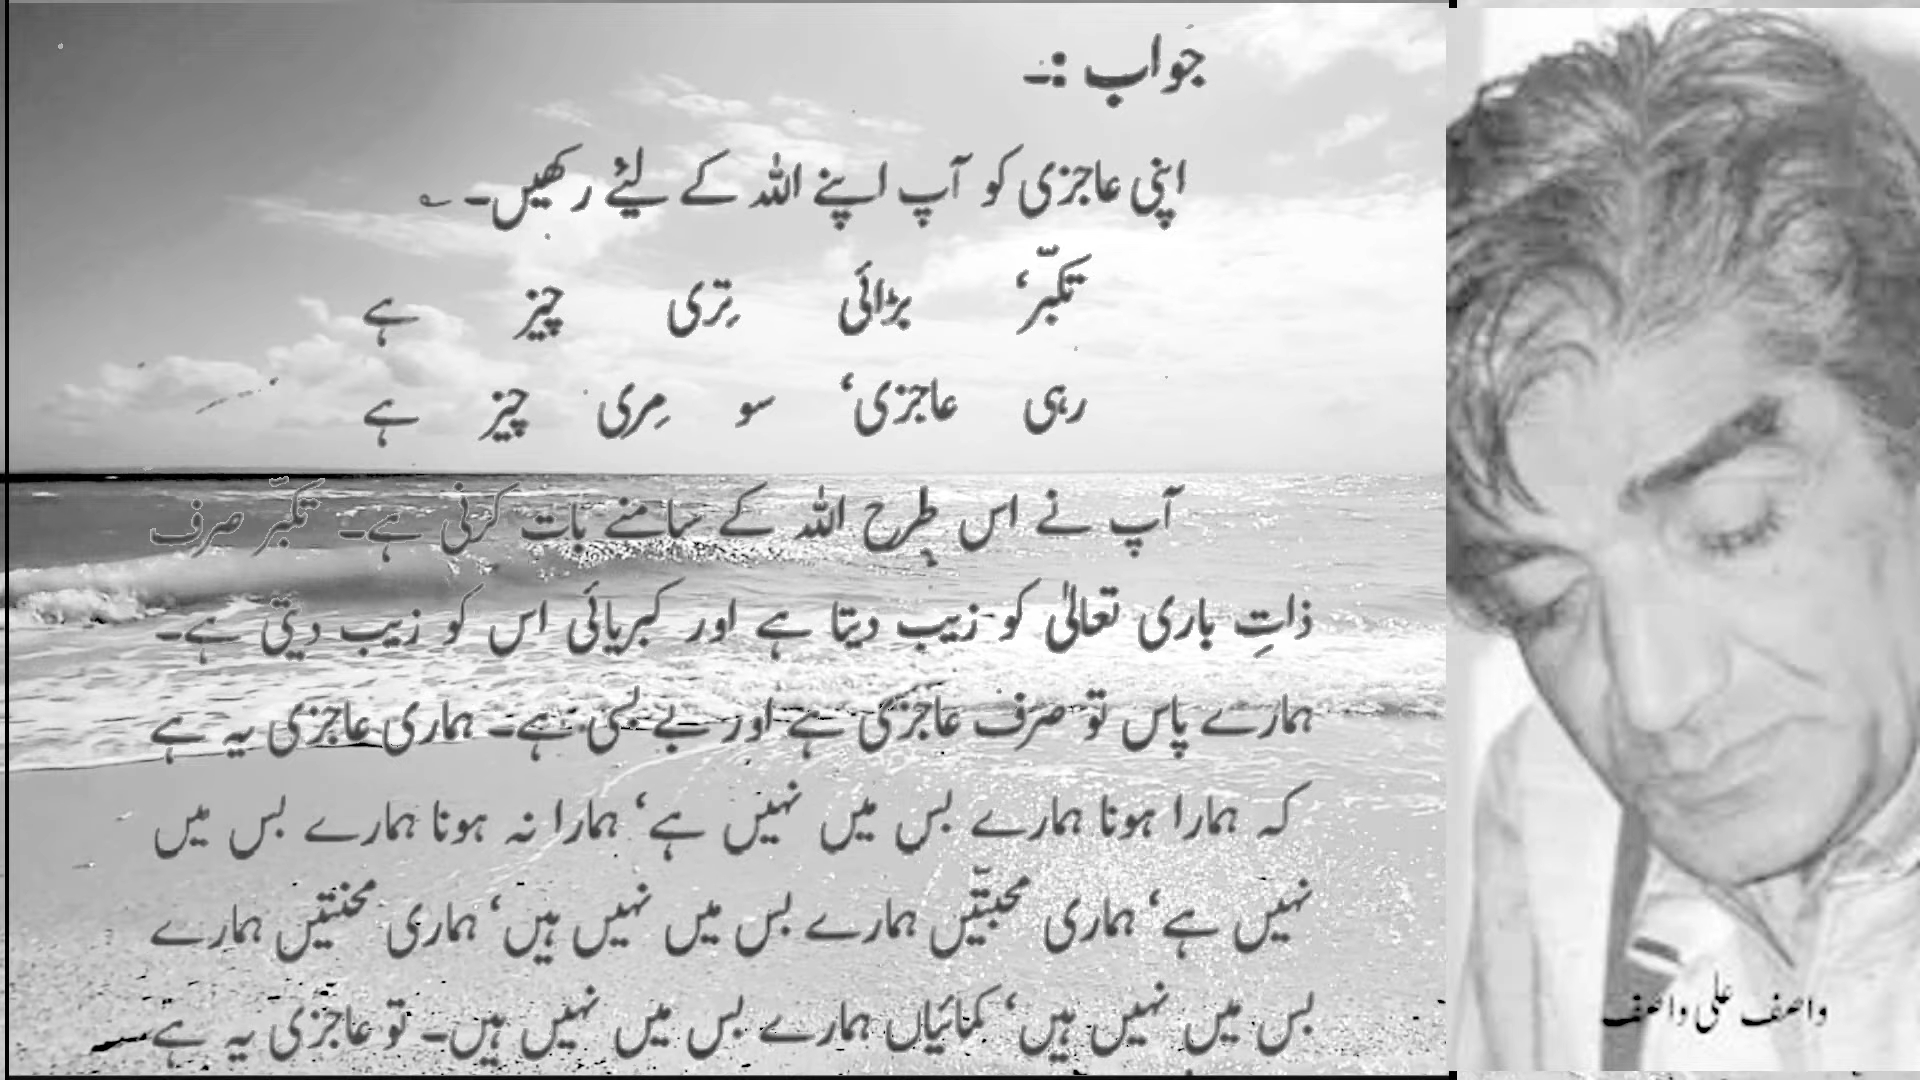 جواب :۔
اپنی عاجزی کو آپ اپنے اللہ کے لیٔے رکھیں۔ ؎
تکبّر‘ بڑائی تِری چیز ہے
رہی عاجزی‘ سو مِری چیز ہے
آپ نے اس طرح اللہ کے سامنے بات کرنی ہے۔ تکبّر صرف
ذاتِ باری تعالیٰ کو زیب دیتا ہے اور کبریائی اس کو زیب دیتی ہے۔
ہمارے پاس تو صرف عاجزی ہے اور بے بسی ہے۔ ہماری عاجزی یہ ہے
کہ ہمارا ہونا ہمارے بس میں نہیں ہے‘ ہمارا نہ ہونا ہمارے بس میں
نہیں ہے‘ ہماری محبتّیں ہمارے بس میں نہیں ہیں‘ ہماری محنتیں ہمارے
بس میں نہیں ہیں‘ کمائیاں ہمارے بس میں نہیں ہیں۔ تو عاجزی یہ ہے
واصف علی واصف